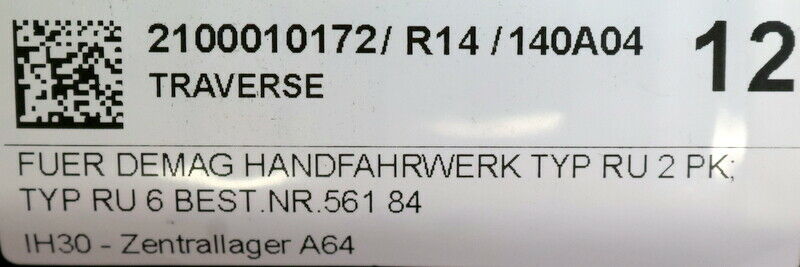 2100010172/ R14 /140A04
12
TRAVERSE
FUER DEMAG HANDFAHRWERK TYP RU 2 PK;
TYP RU 6 BEST.NR.561 84
IH30 - Zentrallager A64